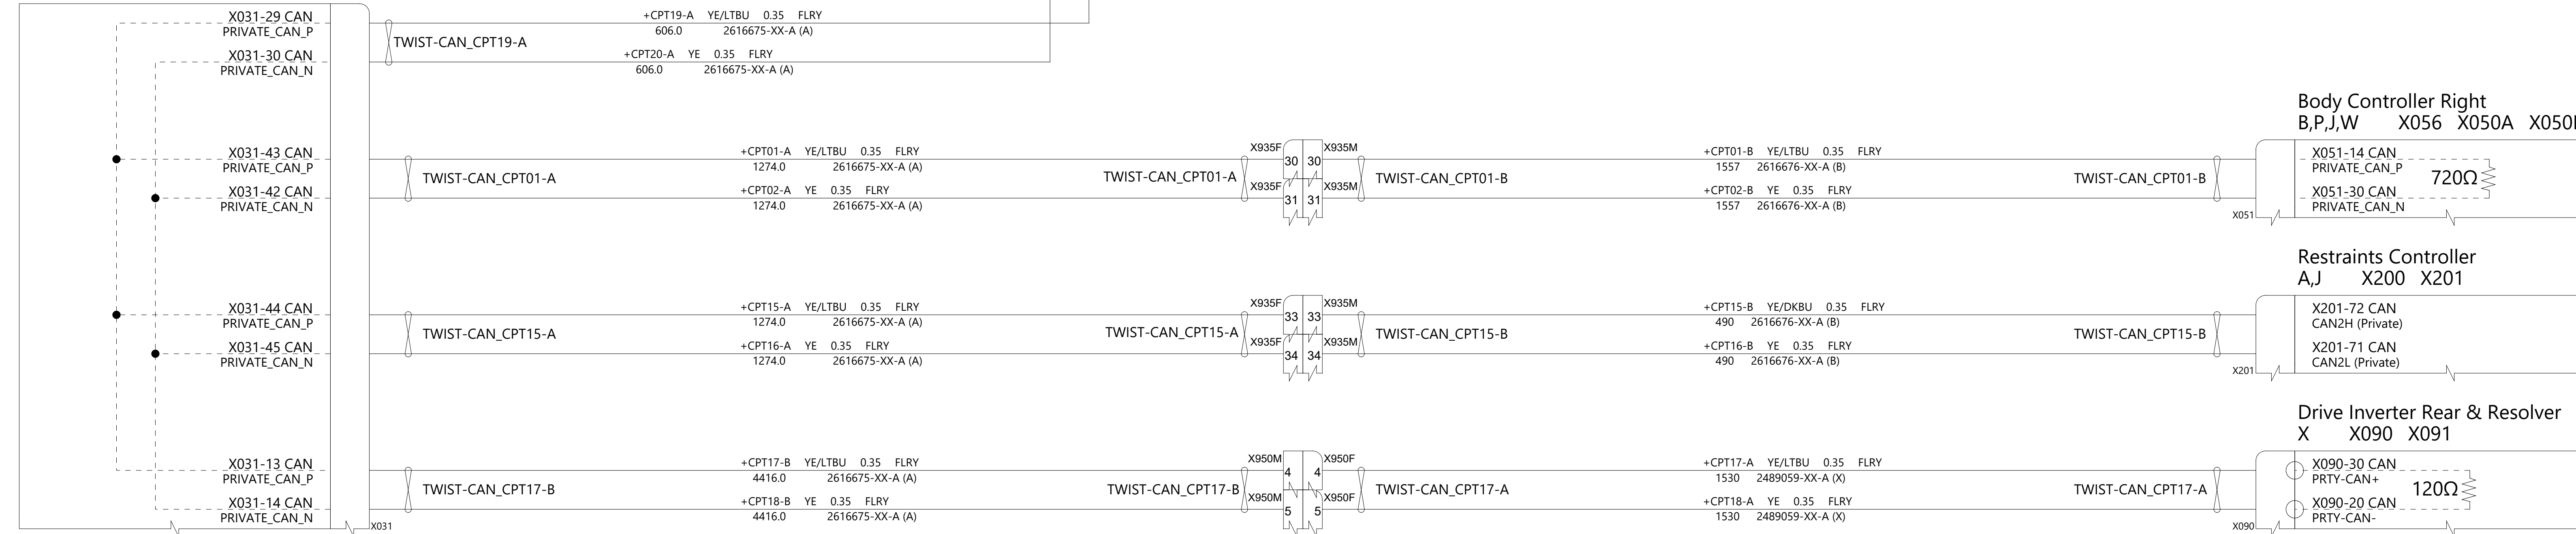 X031-29 CAN
PRIVATE_CAN_P
X031-30 CAN
PRIVATE_CAN_N
TWIST-CAN_CPT19-A
+CPT19-A YE/LTBU 0.35 FLRY
606.0 2616675-XX-A (A)
+CPT20-A YE 0.35 FLRY
606.0 2616675-XX-A (A)
X031-43 CAN
PRIVATE_CAN_P
X031-42 CAN
PRIVATE_CAN_N
TWIST-CAN_CPT01-A
+CPT01-A YE/LTBU 0.35 FLRY
1274.0 2616675-XX-A (A)
+CPT02-A YE 0.35 FLRY
1274.0 2616675-XX-A (A)
TWIST-CAN_CPT01-A
X935F 30 30 X935M
X935F 31 31 X935M
TWIST-CAN_CPT01-B
+CPT01-B YE/LTBU 0.35 FLRY
1557 2616676-XX-A (B)
+CPT02-B YE 0.35 FLRY
1557 2616676-XX-A (B)
TWIST-CAN_CPT01-B
Body Controller Right
B,P,J,W X056 X050A
X051-14 CAN
PRIVATE_CAN_P
720Ω
X051-30 CAN
PRIVATE_CAN_N
X051
X031-44 CAN
PRIVATE_CAN_P
X031-45 CAN
PRIVATE_CAN_N
TWIST-CAN_CPT15-A
+CPT15-A YE/LTBU 0.35 FLRY
1274.0 2616675-XX-A (A)
+CPT16-A YE 0.35 FLRY
1274.0 2616675-XX-A (A)
TWIST-CAN_CPT15-A
X935F 33 33 X935M
X935F 34 34 X935M
TWIST-CAN_CPT15-B
+CPT15-B YE/DKBU 0.35 FLRY
490 2616676-XX-A (B)
+CPT16-B YE 0.35 FLRY
490 2616676-XX-A (B)
TWIST-CAN_CPT15-B
Restraints Controller
A,J X200 X201
X201-72 CAN
CAN2H (Private)
X201-71 CAN
CAN2L (Private)
X201
X031-13 CAN
PRIVATE_CAN_P
X031-14 CAN
PRIVATE_CAN_N
X031
TWIST-CAN_CPT17-B
+CPT17-B YE/LTBU 0.35 FLRY
4416.0 2616675-XX-A (A)
+CPT18-B YE 0.35 FLRY
4416.0 2616675-XX-A (A)
TWIST-CAN_CPT17-B
X950M 4 4 X950F
X950M 5 5 X950F
TWIST-CAN_CPT17-A
+CPT17-A YE/LTBU 0.35 FLRY
1530 2489059-XX-A (X)
+CPT18-A YE 0.35 FLRY
1530 2489059-XX-A (X)
TWIST-CAN_CPT17-A
Drive Inverter Rear & Resolver
X X090 X091
X090-30 CAN
PRTY-CAN+
120Ω
X090-20 CAN
PRTY-CAN-
X090